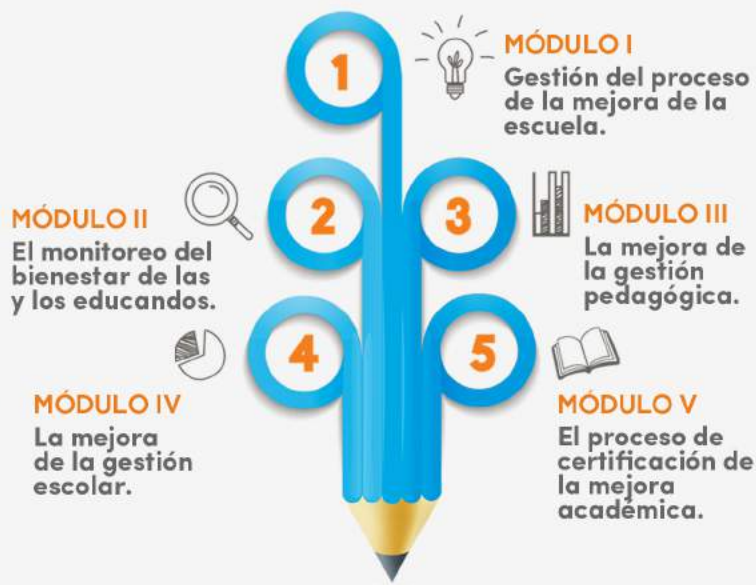 1
MÓDULO I
Gestión del proceso
de la mejora de la
escuela.
2
MÓDULO II
El monitoreo del
bienestar de las
y los educandos.
3
MÓDULO III
La mejora de
la gestión
pedagógica.
4
MÓDULO IV
La mejora
de la gestión
escolar.
5
MÓDULO V
El proceso de
certificación de
la mejora
académica.